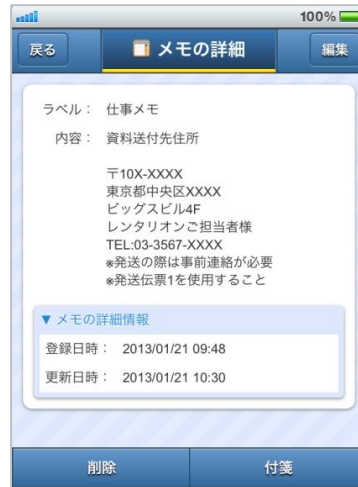 100%
戻る
メモの詳細
編集
ラベル： 仕事メモ
内容： 資料送付先住所
〒10X-XXXX
東京都中央区XXXX
ビッグスビル4F
レンタリオンご担当者様
TEL:03-3567-XXXX
※発送の際は事前連絡が必要
※発送伝票1を使用すること
▼ メモの詳細情報
登録日時： 2013/01/21 09:48
更新日時： 2013/01/21 10:30
削除
付箋